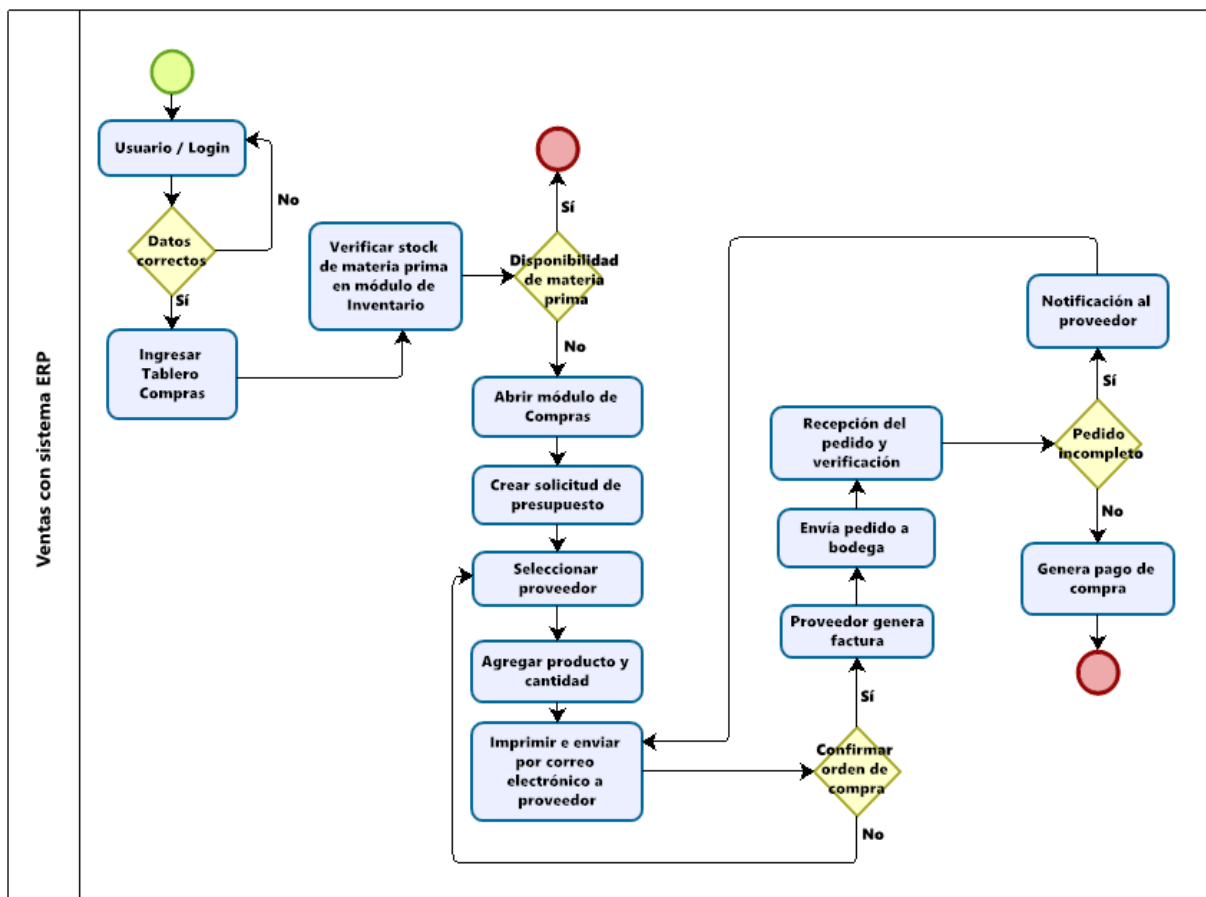 Ventas con sistema ERP
Usuario / Login
No
Datos
correctos
Sí
Ingresar
Tablero
Compras
Verificar stock
de materia prima
en módulo de
Inventario
Sí
Disponibilidad
de materia
prima
No
Abrir módulo de
Compras
Crear solicitud de
presupuesto
Seleccionar
proveedor
Agregar producto y
cantidad
Imprimir e enviar
por correo
electrónico a
proveedor
Confirmar
orden de
compra
No
Sí
Proveedor genera
factura
Envía pedido a
bodega
Recepción del
pedido y
verificación
Pedido
incompleto
Sí
Notificación al
proveedor
No
Genera pago de
compra